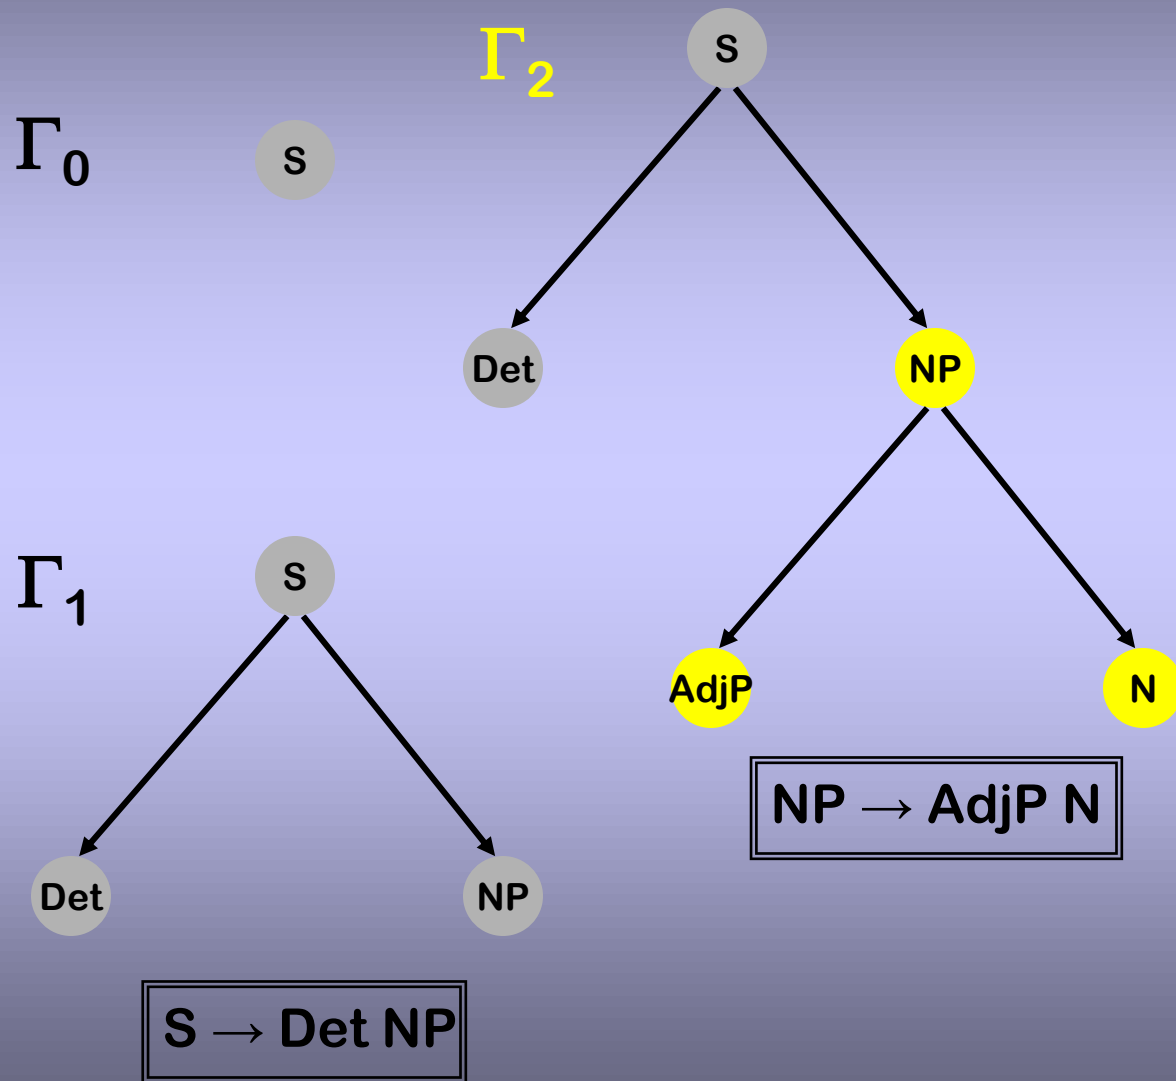 Γ0
S
Γ1
S
Det
NP
S → Det NP
Γ2
S
Det
NP
AdjP
N
NP → AdjP N